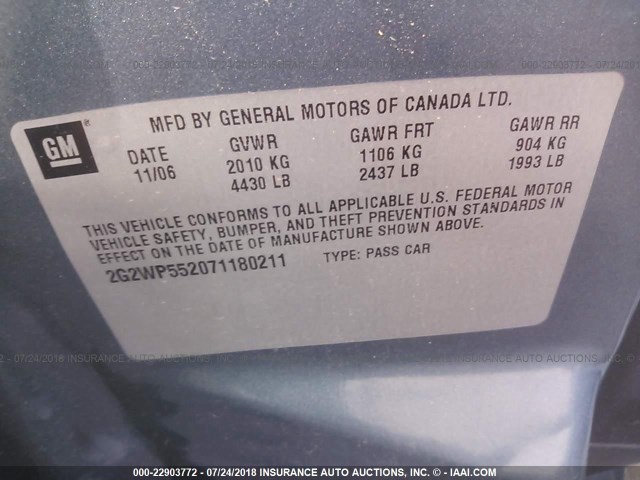 GM ®
MFD BY GENERAL MOTORS OF CANADA LTD.
DATE GVWR GAWR FRT GAWR RR
11/06 2010 KG 1106 KG 904 KG
4430 LB 2437 LB 1993 LB
THIS VEHICLE CONFORMS TO ALL APPLICABLE U.S. FEDERAL MOTOR
VEHICLE SAFETY, BUMPER, AND THEFT PREVENTION STANDARDS IN
EFFECT ON THE DATE OF MANUFACTURE SHOWN ABOVE.
2G2WP552071180211 TYPE: PASS CAR
000-22903772 - 07/24/2018 - INSURANCE AUTO AUCTIONS, INC. - © - IAAI.COM